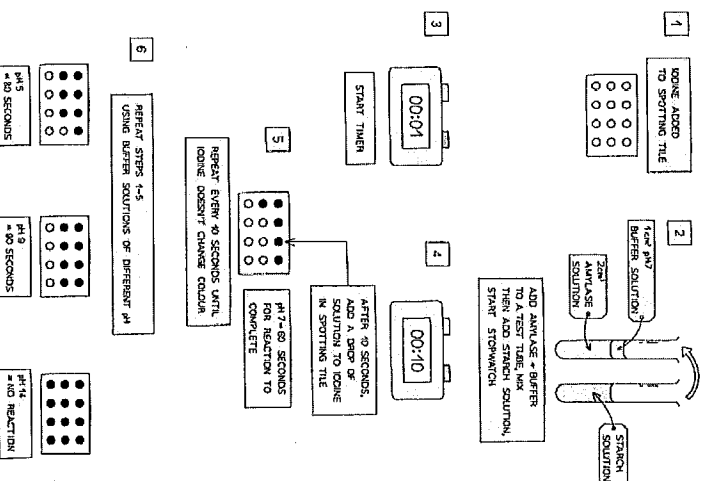 1
IODINE ADDED
TO SPOTTING TILE
2
1cm³ pH7
BUFFER SOLUTION
2cm³
AMYLASE
SOLUTION
STARCH
SOLUTION
ADD AMYLASE + BUFFER
TO A TEST TUBE, MIX
THEN ADD STARCH SOLUTION,
START STOPWATCH
3
00:01
START TIMER
4
00:10
AFTER 10 SECONDS,
ADD A DROP OF
SOLUTION TO IODINE
IN SPOTTING TILE
5
pH 7 = 60 SECONDS
FOR REACTION TO
COMPLETE
REPEAT EVERY 10 SECONDS UNTIL
IODINE DOESN'T CHANGE COLOUR
6
REPEAT STEPS 1-5
USING BUFFER SOLUTIONS OF DIFFERENT pH
pH 5
= 80 SECONDS
pH 9
= 90 SECONDS
pH 14
= NO REACTION